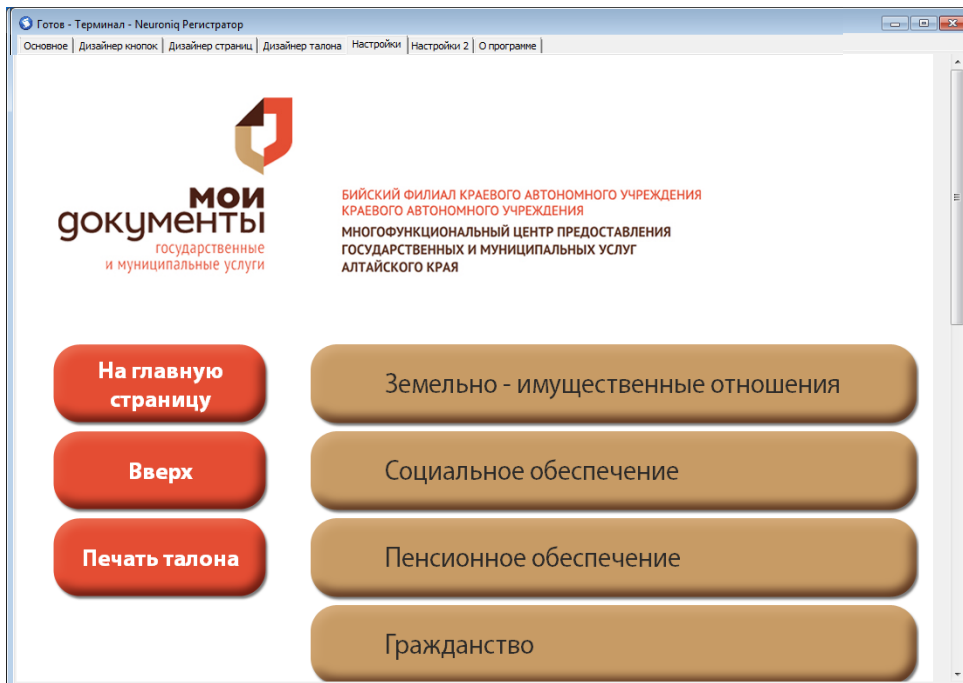 Готов - Терминал - Neuroniq Регистратор
Основное Дизайнер кнопок Дизайнер страниц Дизайнер талона Настройки Настройки 2 О программе
мои
документы
государственные
и муниципальные услуги
БИЙСКИЙ ФИЛИАЛ КРАЕВОГО АВТОНОМНОГО УЧРЕЖДЕНИЯ
КРАЕВОГО АВТОНОМНОГО УЧРЕЖДЕНИЯ
МНОГОФУНКЦИОНАЛЬНЫЙ ЦЕНТР ПРЕДОСТАВЛЕНИЯ
ГОСУДАРСТВЕННЫХ И МУНИЦИПАЛЬНЫХ УСЛУГ
АЛТАЙСКОГО КРАЯ
На главную
страницу
Вверх
Печать талона
Земельно - имущественные отношения
Социальное обеспечение
Пенсионное обеспечение
Гражданство